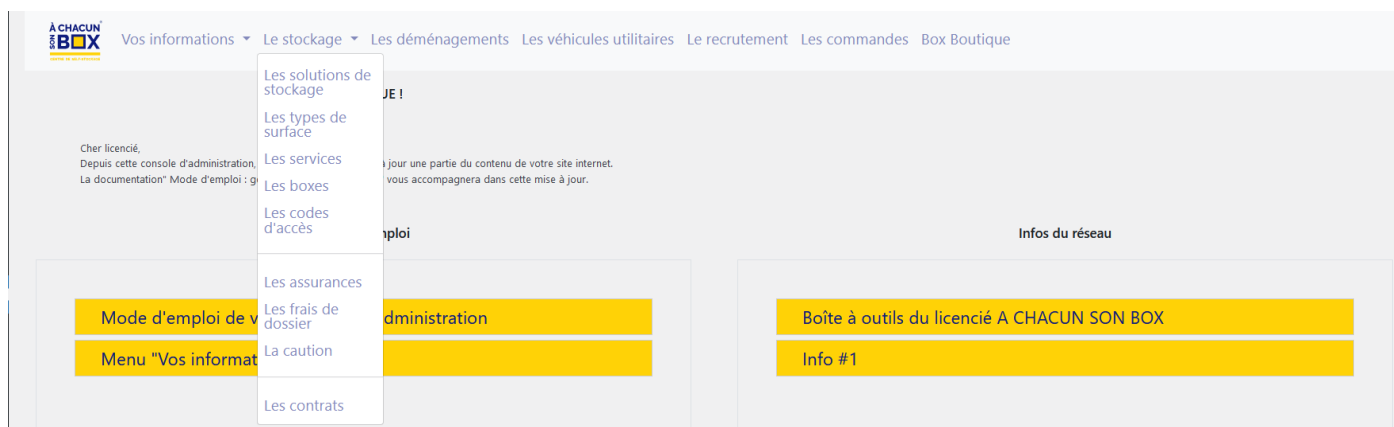 À CHACUN
SON
BOX
Vos informations Le stockage Les déménagements Les véhicules utilitaires Le recrutement Les commandes Box Boutique
Les solutions de
stockage
Les types de
surface
Les services
Les boxes
Les codes
d'accès
Les assurances
Les frais de
dossier
La caution
Les contrats
UE !
Cher licencié,
Depuis cette console d'administration, jour une partie du contenu de votre site internet.
La documentation" Mode d'emploi : g vous accompagnera dans cette mise à jour.
mploi
Infos du réseau
Mode d'emploi de v dministration
Menu "Vos informat
Boîte à outils du licencié A CHACUN SON BOX
Info #1